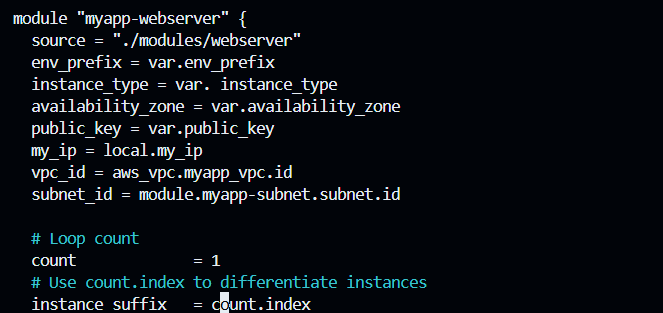 module "myapp-webserver" {
  source = "./modules/webserver"
  env_prefix = var.env_prefix
  instance_type = var. instance_type
  availability_zone = var.availability_zone
  public_key = var.public_key
  my_ip = local.my_ip
  vpc_id = aws_vpc.myapp_vpc.id
  subnet_id = module.myapp-subnet.subnet.id

  # Loop count
  count             = 1
  # Use count.index to differentiate instances
  instance_suffix   = count.index